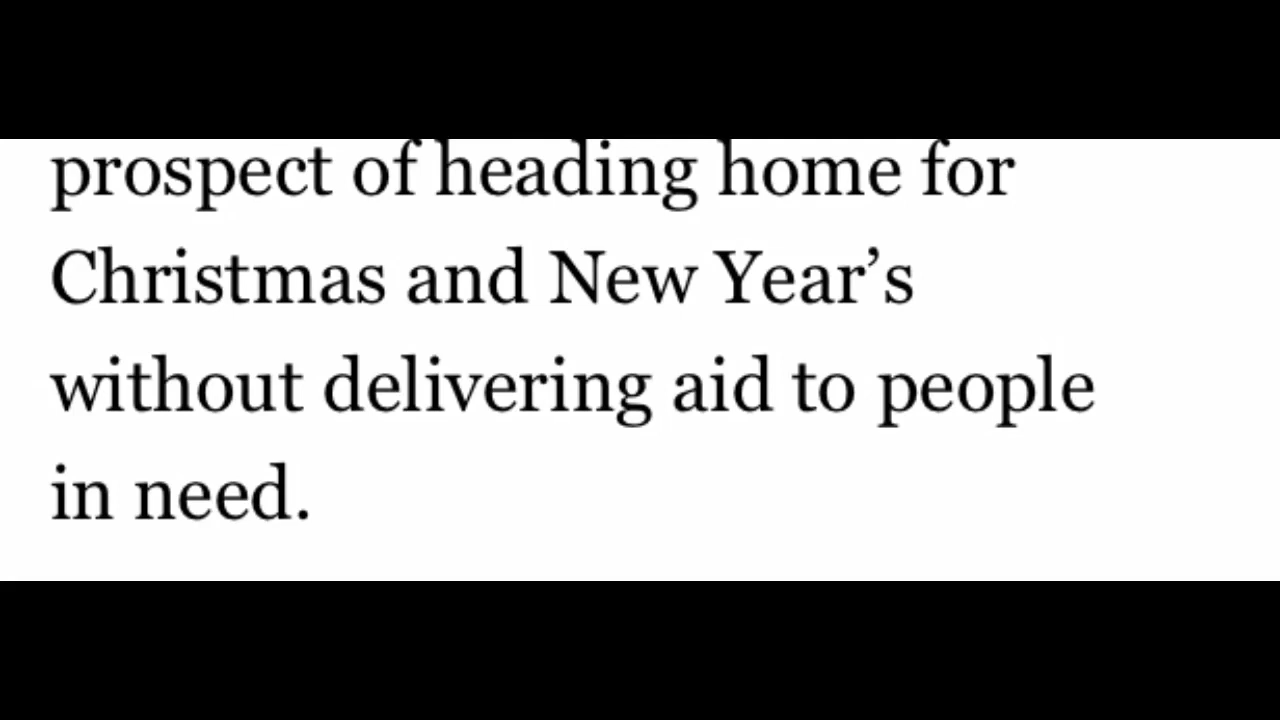 prospect of heading home for
Christmas and New Year’s
without delivering aid to people
in need.